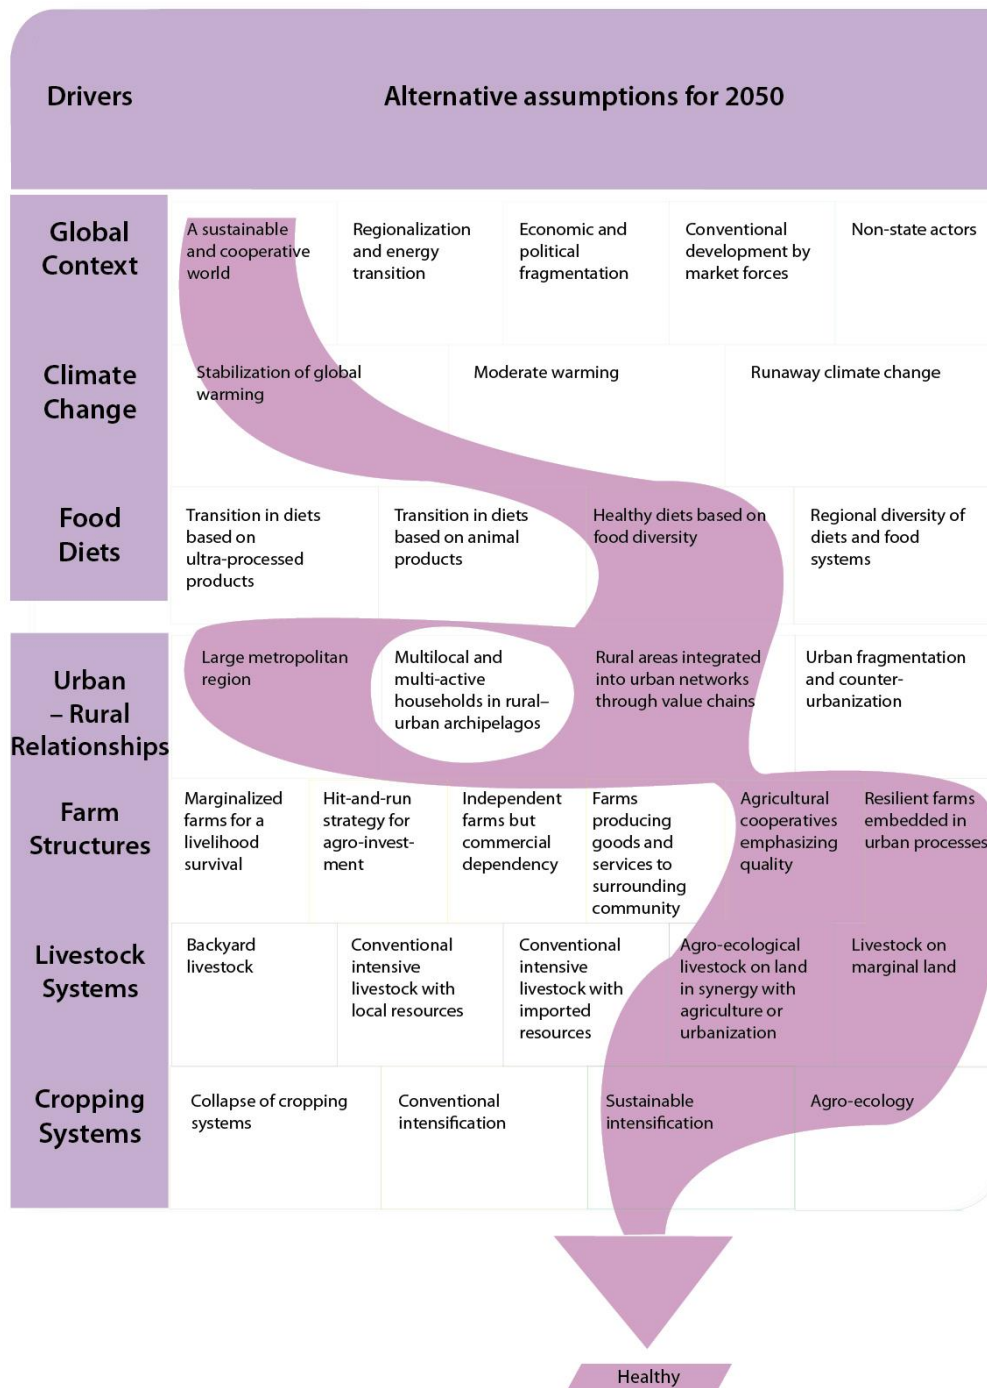 Drivers
Alternative assumptions for 2050
Global
Context
A sustainable
and cooperative
world
Regionalization
and energy
transition
Economic and
political
fragmentation
Conventional
development by
market forces
Non-state actors
Climate
Change
Stabilization of global
warming
Moderate warming
Runaway climate change
Food
Diets
Transition in diets
based on
ultra-processed
products
Transition in diets
based on animal
products
Healthy diets based on
food diversity
Regional diversity of
diets and food
systems
Urban
– Rural
Relationships
Large metropolitan
region
Multilocal and
multi-active
households in rural–
urban archipelagos
Rural areas integrated
into urban networks
through value chains
Urban fragmentation
and counter-
urbanization
Farm
Structures
Marginalized
farms for a
livelihood
survival
Hit-and-run
strategy for
agro-invest-
ment
Independent
farms but
commercial
dependency
Farms
producing
goods and
services to
surrounding
community
Agricultural
cooperatives
emphasizing
quality
Resilient farms
embedded in
urban processes
Livestock
Systems
Backyard
livestock
Conventional
intensive
livestock with
local resources
Conventional
intensive
livestock with
imported
resources
Agro-ecological
livestock on land
in synergy with
agriculture or
urbanization
Livestock on
marginal land
Cropping
Systems
Collapse of cropping
systems
Conventional
intensification
Sustainable
intensification
Agro-ecology
Healthy